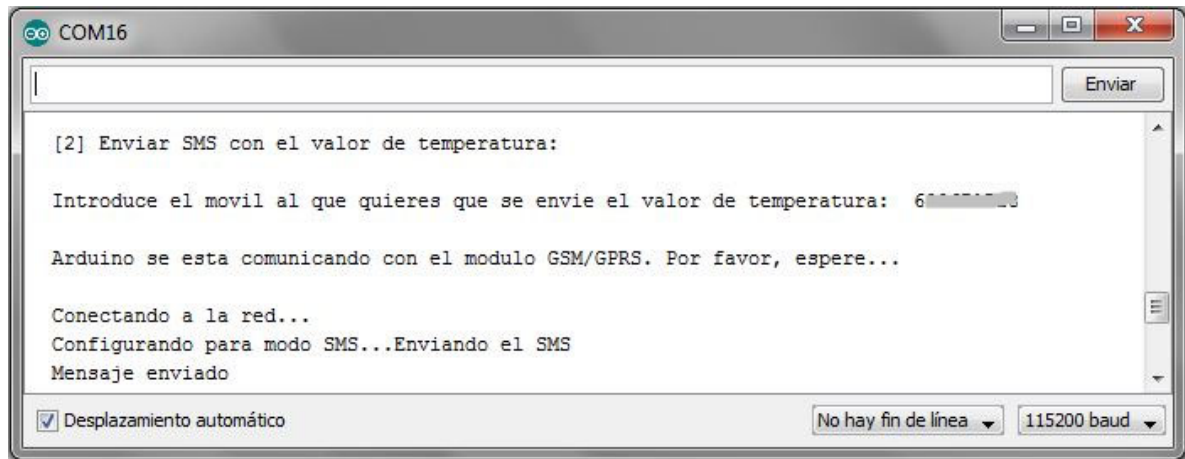 COM16
Enviar
[2] Enviar SMS con el valor de temperatura:
Introduce el movil al que quieres que se envie el valor de temperatura:
Arduino se esta comunicando con el modulo GSM/GPRS. Por favor, espere...
Conectando a la red...
Configurando para modo SMS...Enviando el SMS
Mensaje enviado
Desplazamiento automático
No hay fin de línea
115200 baud